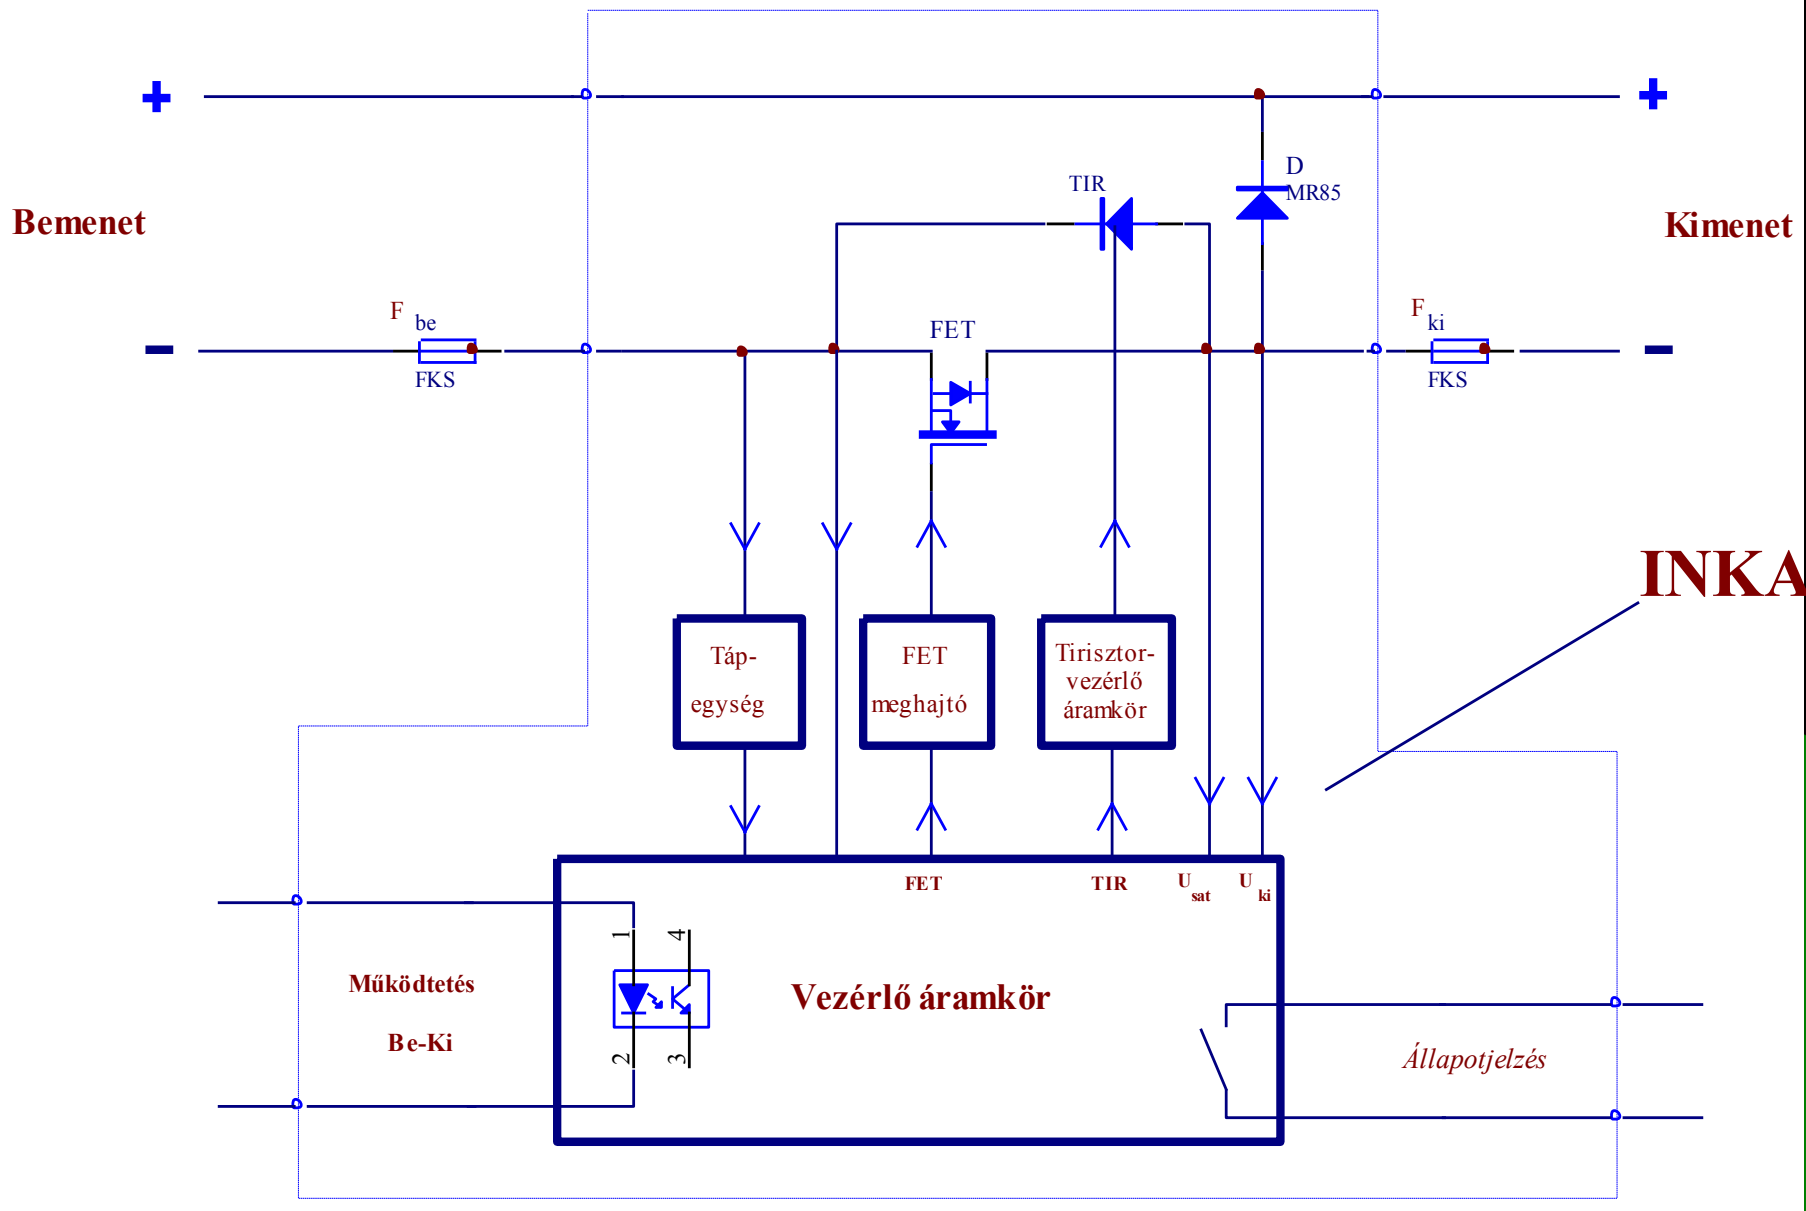 +
+
D
MR85
TIR
Bemenet
Kimenet
F be
FKS
FET
F ki
FKS
-
-
INKA
Táp-
egység
FET
meghajtó
Tirisztor-
vezérlő
áramkör
FET
TIR
U sat
U ki
1
4
2
3
Működtetés
Be-Ki
Vezérlő áramkör
Állapotjelzés